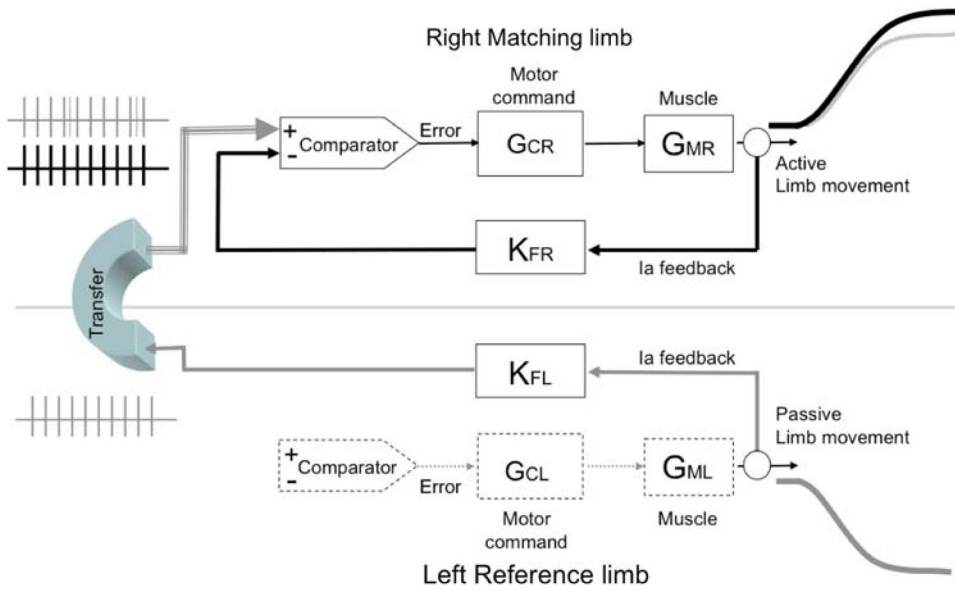 Right Matching limb
Motor
command
Muscle
+
-
Comparator
Error
GCR
GMR
Active
Limb movement
KFR
Ia feedback
Transfer
KFL
Ia feedback
Passive
Limb movement
+
-
Comparator
Error
GCL
GML
Motor
command
Muscle
Left Reference limb